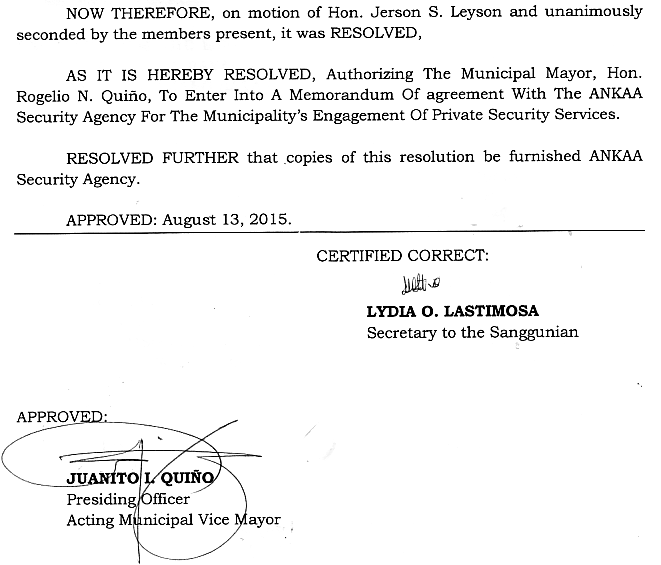 NOW THEREFORE, on motion of Hon. Jerson S. Leyson and unanimously
seconded by the members present, it was RESOLVED,
AS IT IS HEREBY RESOLVED, Authorizing The Municipal Mayor, Hon.
Rogelio N. Quiño, To Enter Into A Memorandum Of agreement With The ANKAA
Security Agency For The Municipality's Engagement Of Private Security Services.
RESOLVED FURTHER that copies of this resolution be furnished ANKAA
Security Agency.
APPROVED: August 13, 2015.
CERTIFIED CORRECT:
LYDIA O. LASTIMOSA
Secretary to the Sanggunian
APPROVED:
JUANITO I. QUIÑO
Presiding Officer
Acting Municipal Vice Mayor